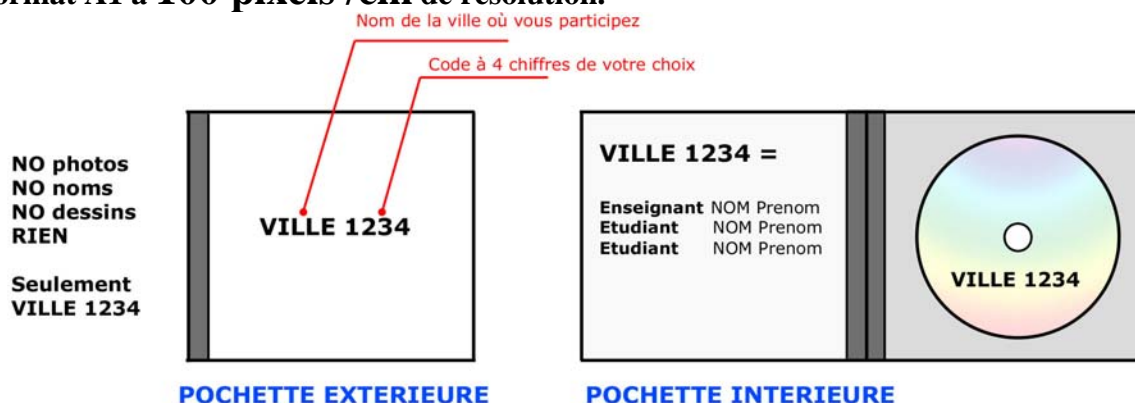 format A1 à 100 pixels /cm de résolution.
Nom de la ville où vous participez
Code à 4 chiffres de votre choix
NO photos
NO noms
NO dessins
RIEN
Seulement
VILLE 1234
VILLE 1234
POCHETTE EXTERIEURE
VILLE 1234 =
Enseignant NOM Prenom
Etudiant NOM Prenom
Etudiant NOM Prenom
VILLE 1234
POCHETTE INTERIEURE